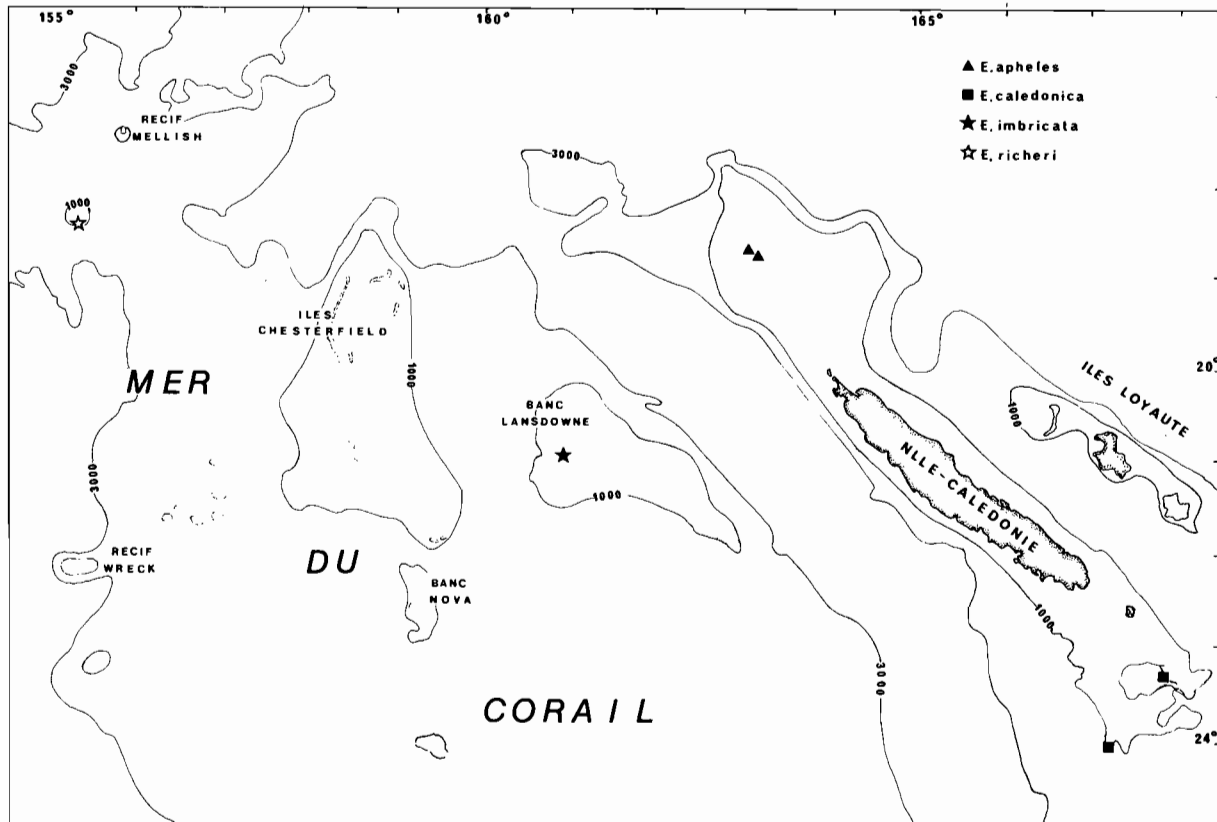 155°
160°
165°
3000
▲ E.apheles
■ E.caledonica
★ E.imbricata
☆ E.richeri
RECIF
MELLISH
3000
1000
ILES
CHESTERFIELD
1000
20°
MER
ILES LOYAUTE
1000
BANC
LANSDOWNE
NLLE-CALEDONIE
3000
1000
RECIF
WRECK
DU
BANC
NOVA
1000
3000
CORAIL
24°